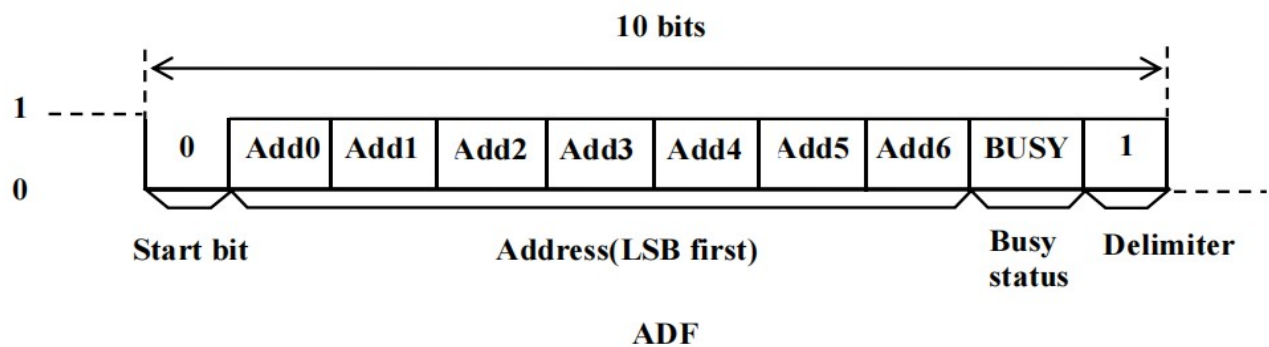 10 bits
1
0 Add0 Add1 Add2 Add3 Add4 Add5 Add6 BUSY 1
0
Start bit Address(LSB first) Busy status Delimiter
ADF